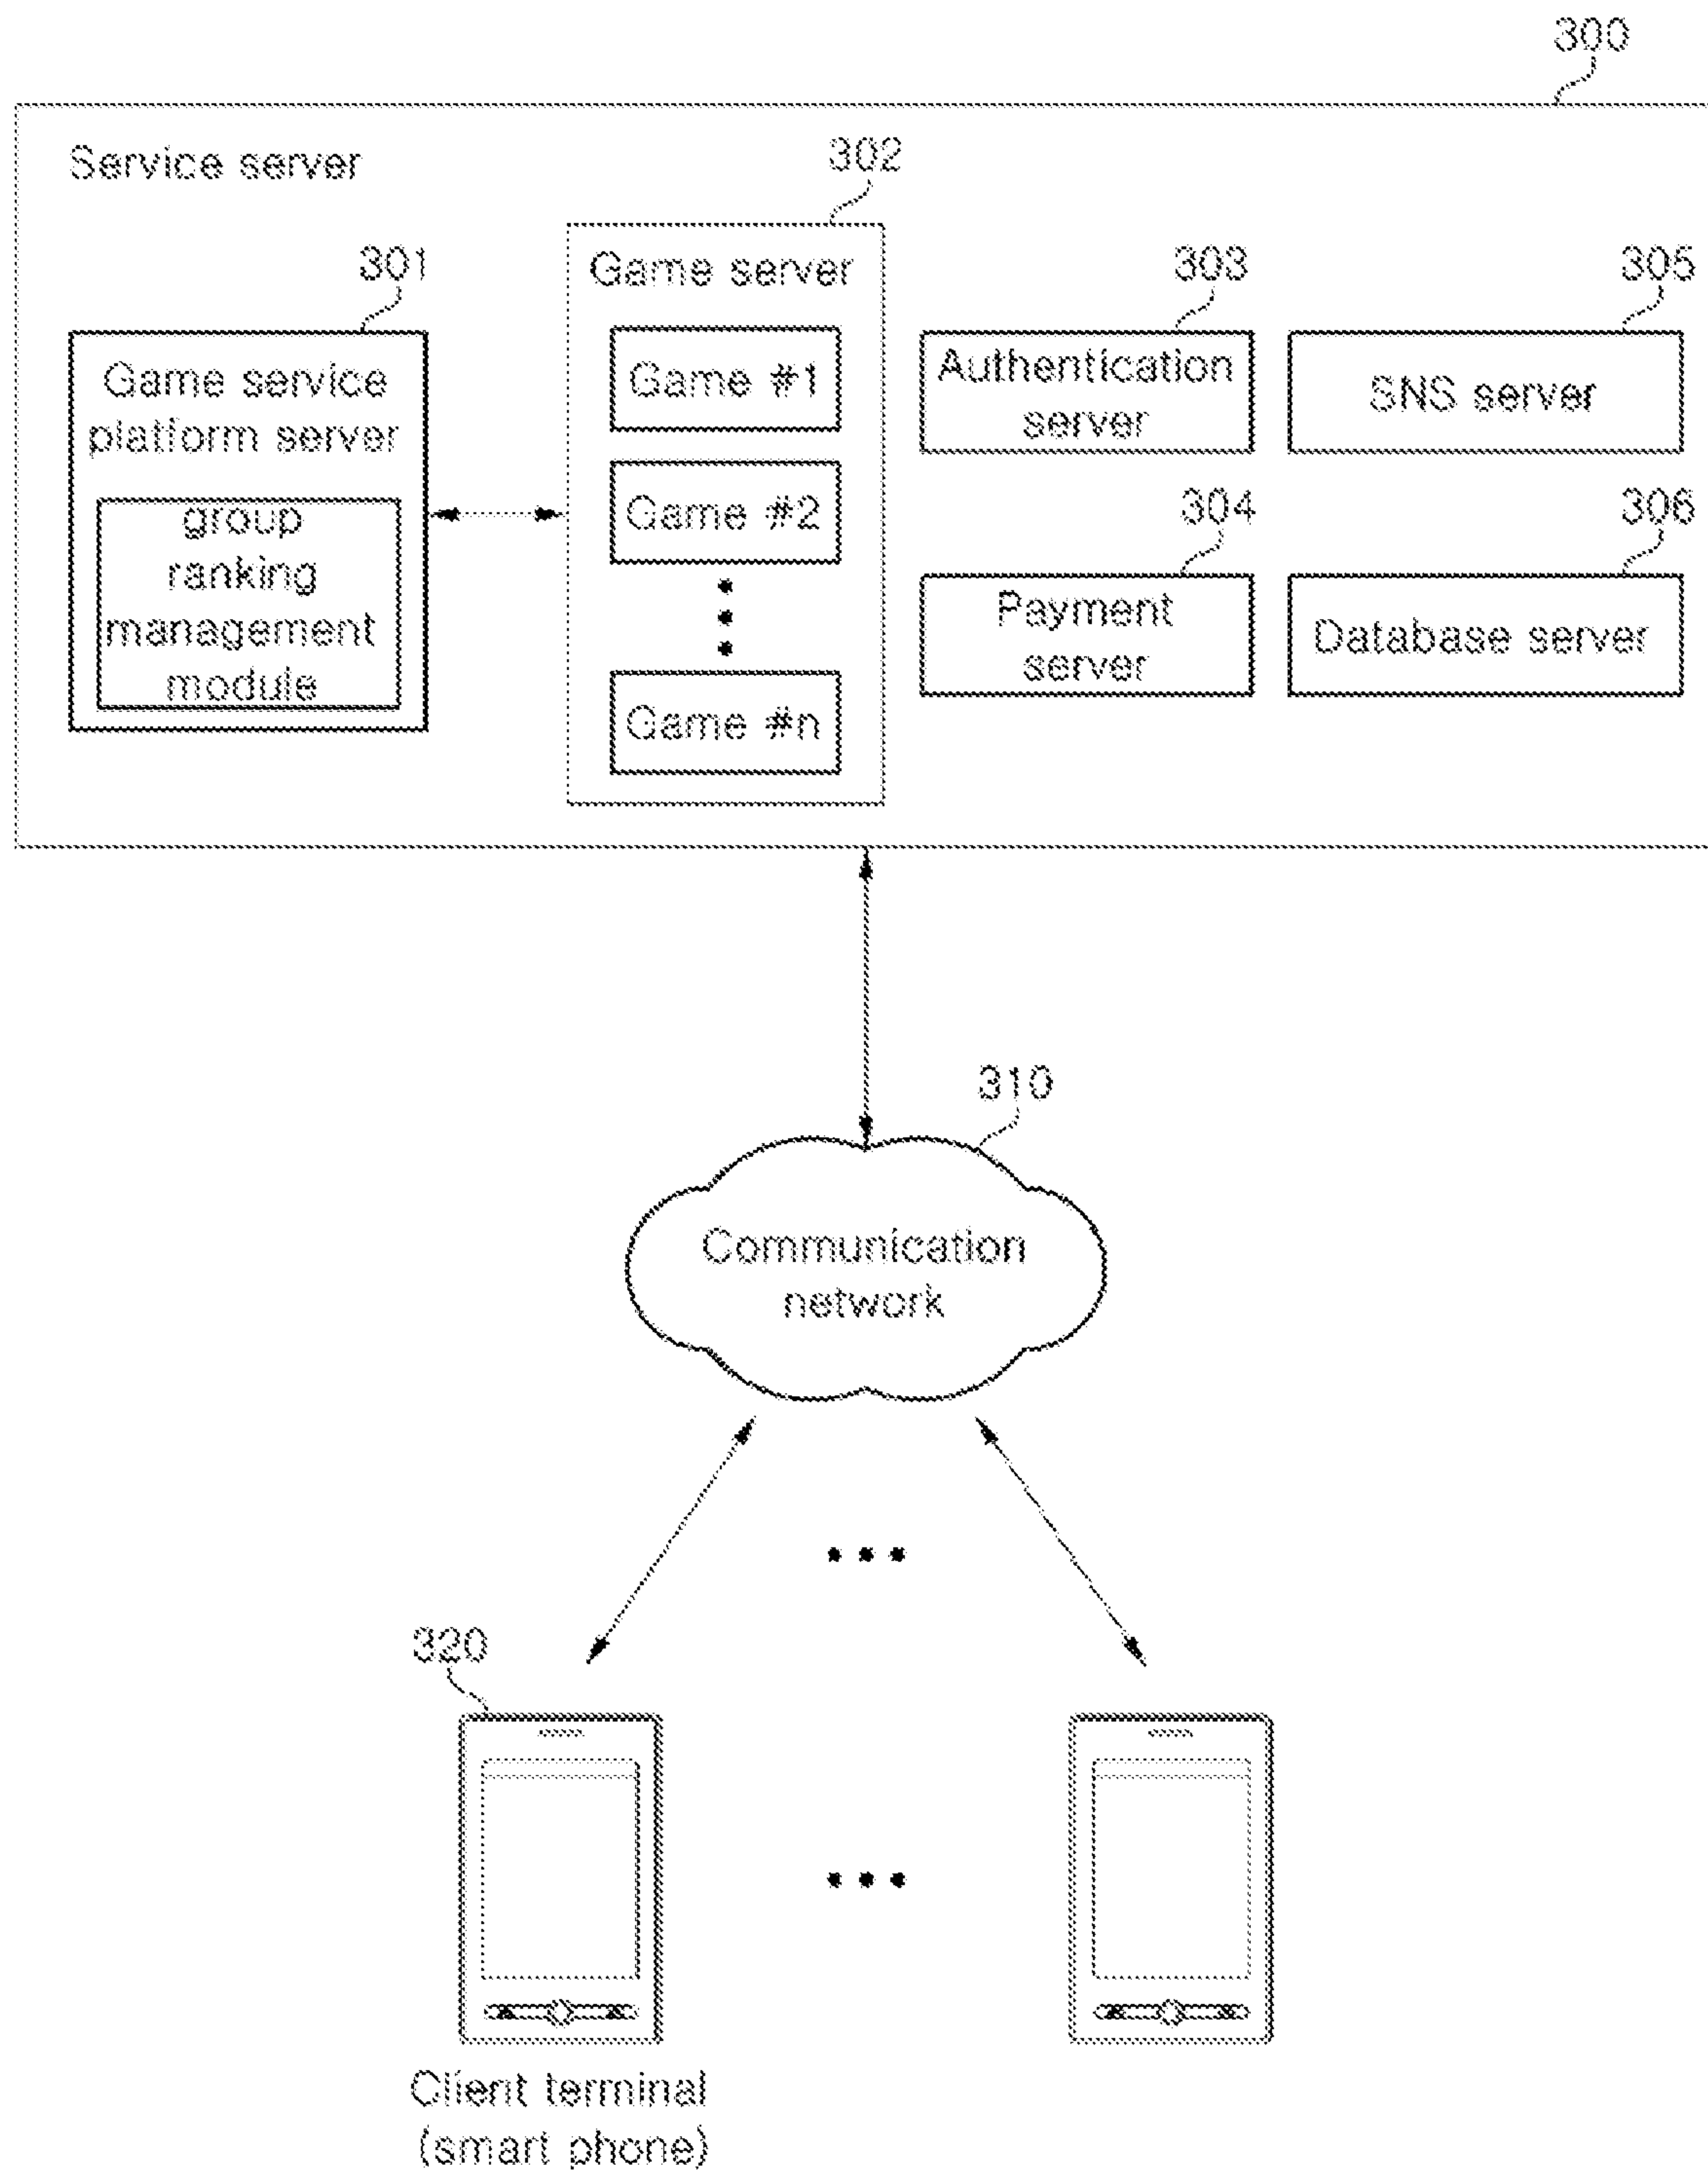 300
Service server
302
301
Game server
303
305
Game service
platform server
group
ranking
management
module
Game #1
Game #2
Game #n
Authentication
server
SNS server
304
306
Payment
server
Database server
310
Communication
network
320
Client terminal
(smart phone)